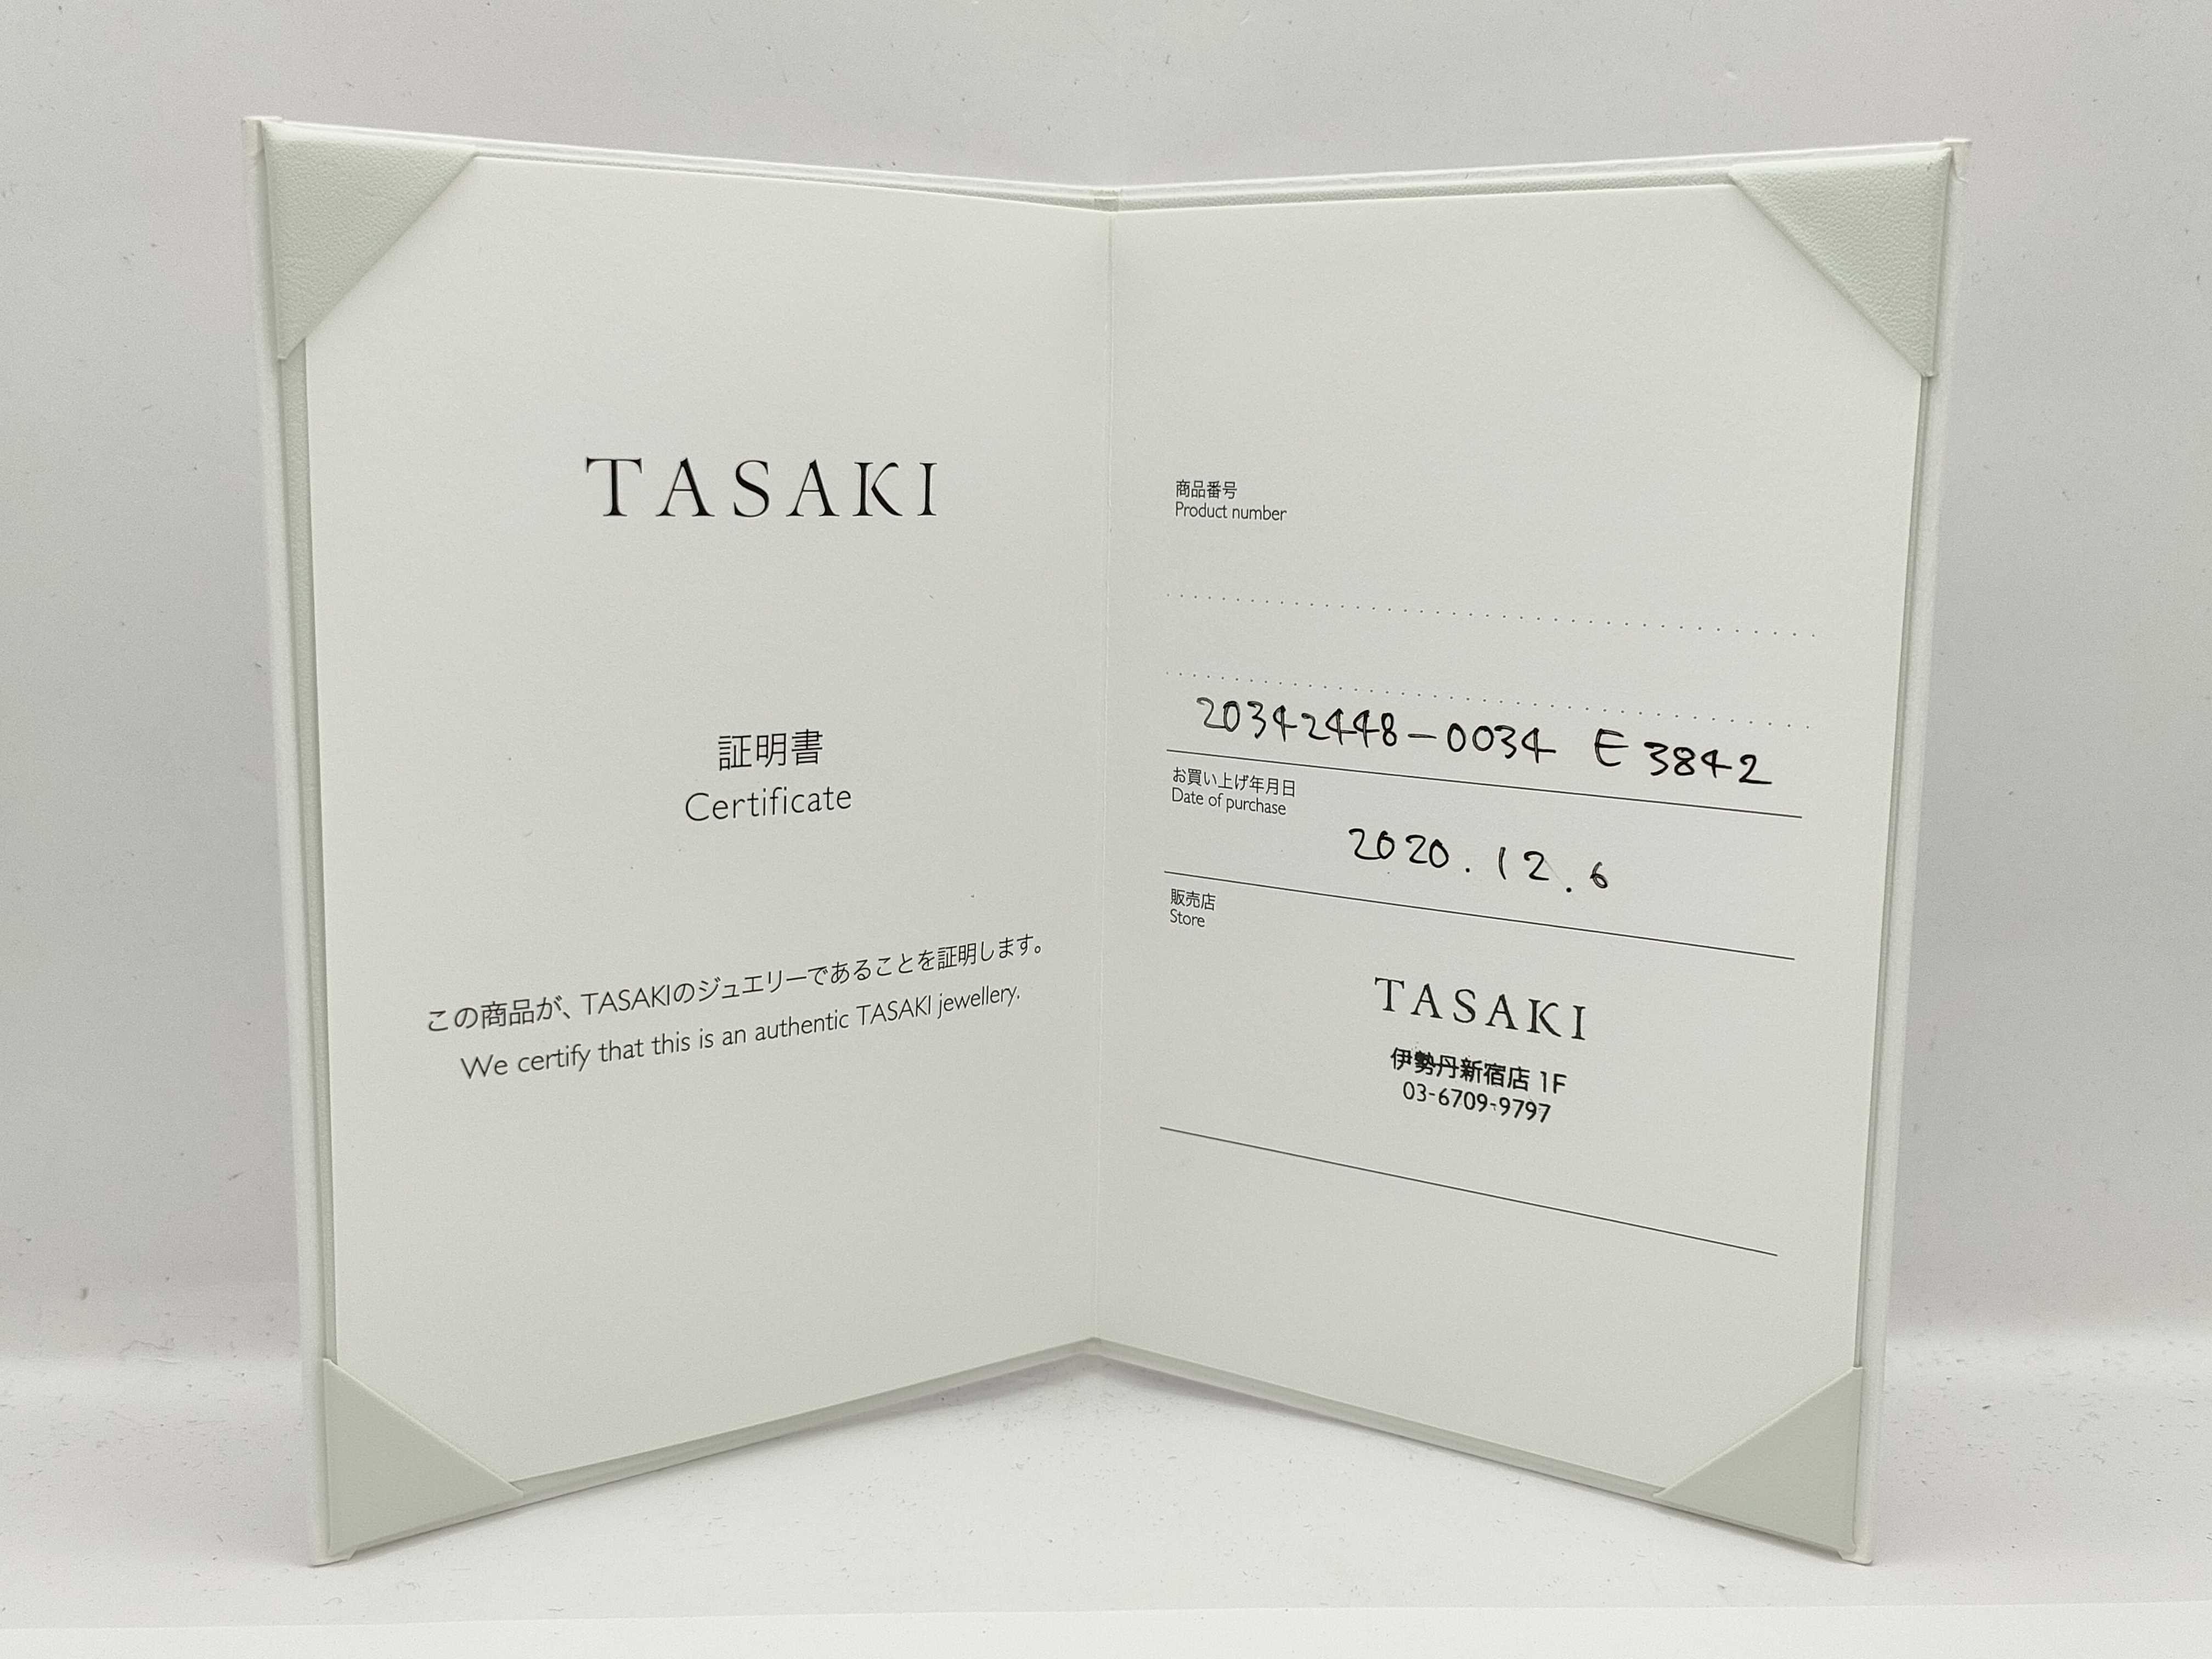 TASAKI
証明書
Certificate
この商品が、TASAKIのジュエリーであることを証明します。
We certify that this is an authentic TASAKI jewellery.
商品番号
Product number
20342448-0034 E3842
お買い上げ年月日
Date of purchase
2020.12.6
販売店
Store
TASAKI
伊勢丹新宿店 1F
03-6709-9797